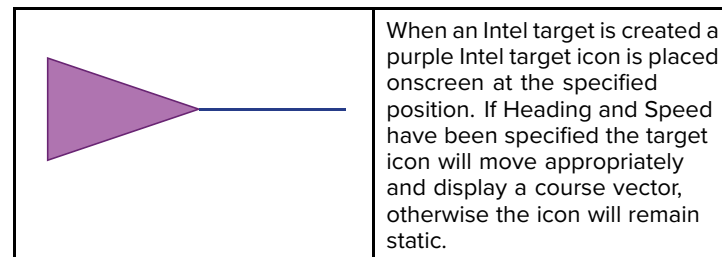 When an Intel target is created a
purple Intel target icon is placed
onscreen at the specified
position. If Heading and Speed
have been specified the target
icon will move appropriately
and display a course vector,
otherwise the icon will remain
static.